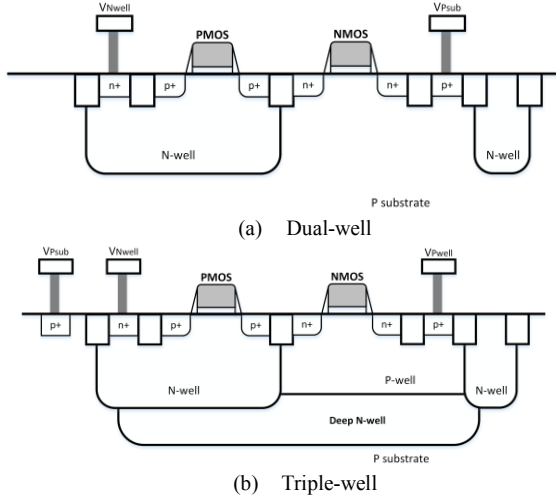 VNwell VPsub
PMOS NMOS
n+ p+ p+ n+ n+ p+
N-well N-well
P substrate
(a) Dual-well
VPsub VNwell VPwell
PMOS NMOS
p+ n+ p+ p+ n+ n+ p+
P-well
N-well N-well
Deep N-well
P substrate
(b) Triple-well